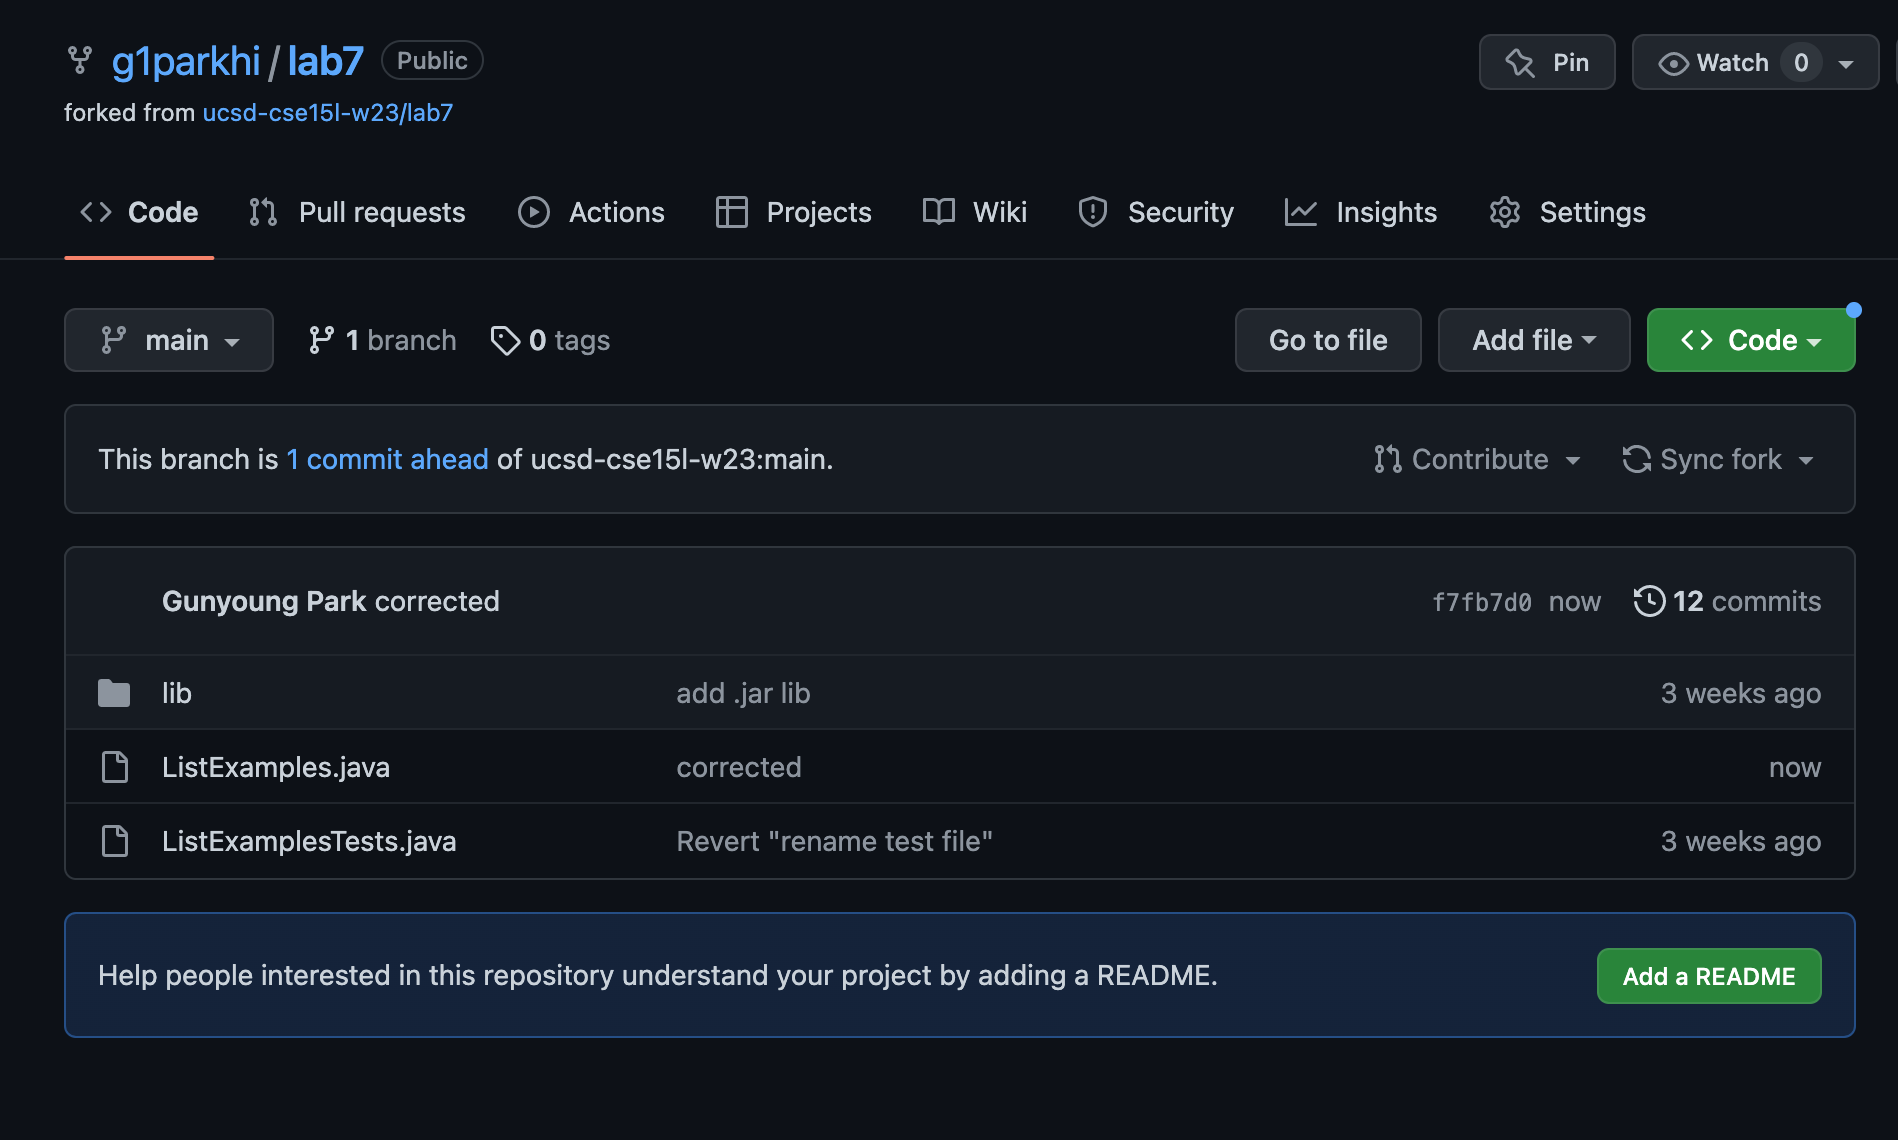 g1parkhi / lab7 Public Pin Watch 0
forked from ucsd-cse15l-w23/lab7
Code Pull requests Actions Projects Wiki Security Insights Settings
main 1 branch 0 tags Go to file Add file Code
This branch is 1 commit ahead of ucsd-cse15l-w23:main. Contribute Sync fork
Gunyoung Park corrected f7fb7d0 now 12 commits
lib add .jar lib 3 weeks ago
ListExamples.java corrected now
ListExamplesTests.java Revert "rename test file" 3 weeks ago
Help people interested in this repository understand your project by adding a README. Add a README